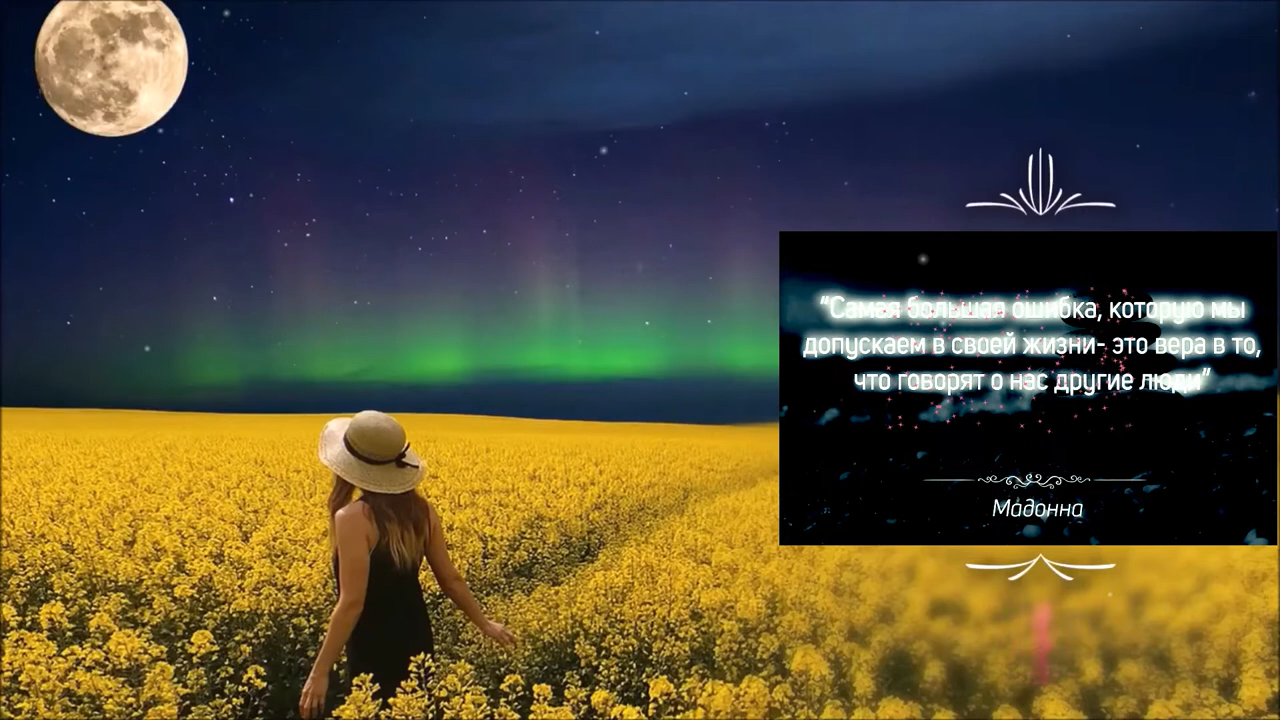 “Самая большая ошибка, которую мы
допускаем в своей жизни- это вера в то,
что говорят о нас другие люди”
Мадонна